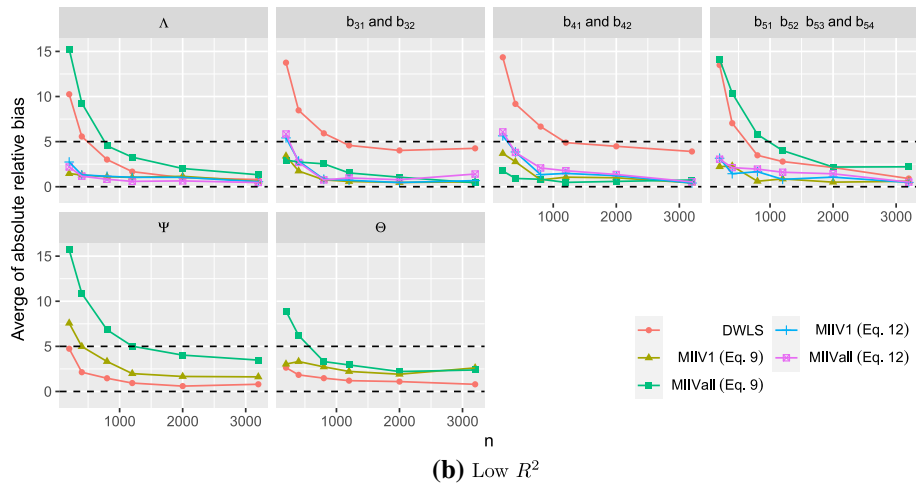 Λ
b31 and b32
b41 and b42
b51 b52 b53 and b54
15
10
5
0
Ψ
Θ
1000 2000 3000
1000 2000 3000
15
10
5
0
1000 2000 3000
1000 2000 3000
Averge of absolute relative bias
n
DWLS
MIIV1 (Eq. 9)
MIIVall (Eq. 9)
MIIV1 (Eq. 12)
MIIVall (Eq. 12)
(b) Low R²